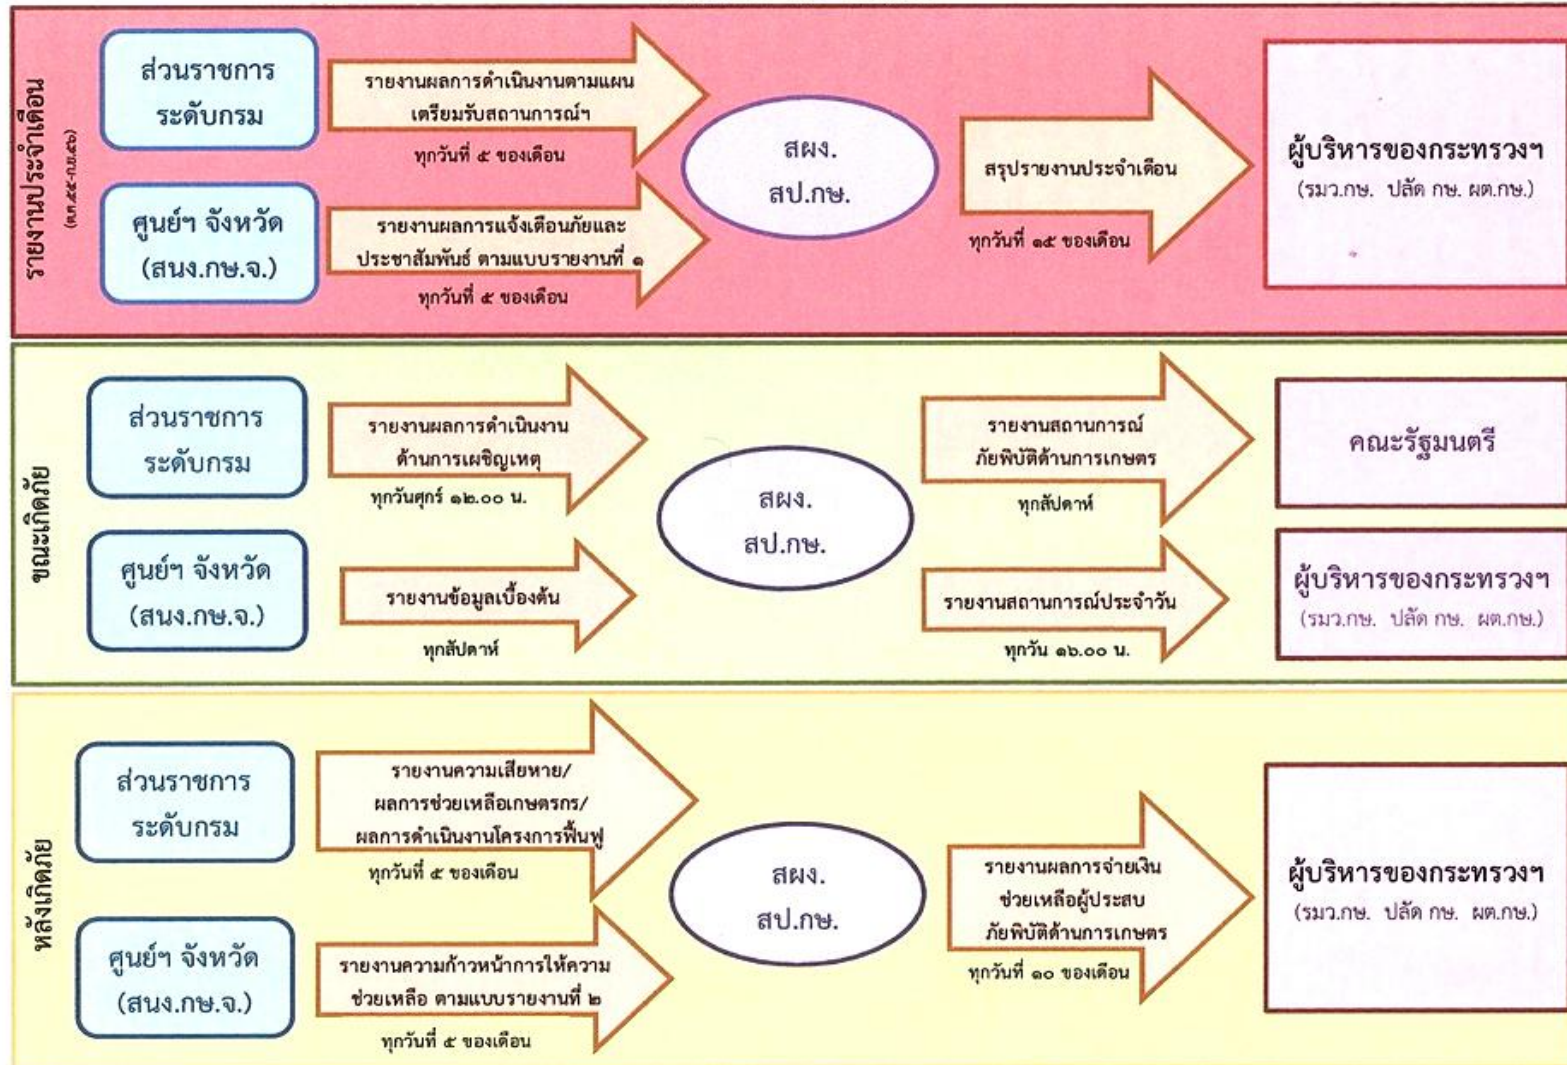 รายงานประจำเดือน
(ต.ค.๕๕-ก.ย.๕๖)
ส่วนราชการ
ระดับกรม
รายงานผลการดำเนินงานตามแผน
เตรียมรับสถานการณ์ฯ
ทุกวันที่ ๕ ของเดือน
ศูนย์ฯ จังหวัด
(สนง.กษ.จ.)
รายงานผลการแจ้งเตือนภัยและ
ประชาสัมพันธ์ ตามแบบรายงานที่ ๑
ทุกวันที่ ๕ ของเดือน
สผง.
สป.กษ.
สรุปรายงานประจำเดือน
ทุกวันที่ ๑๕ ของเดือน
ผู้บริหารของกระทรวงฯ
(รมว.กษ. ปลัด กษ. ผต.กษ.)
ขณะเกิดภัย
ส่วนราชการ
ระดับกรม
รายงานผลการดำเนินงาน
ด้านการเผชิญเหตุ
ทุกวันศุกร์ ๑๒.๐๐ น.
ศูนย์ฯ จังหวัด
(สนง.กษ.จ.)
รายงานข้อมูลเบื้องต้น
ทุกสัปดาห์
สผง.
สป.กษ.
รายงานสถานการณ์
ภัยพิบัติด้านการเกษตร
ทุกสัปดาห์
คณะรัฐมนตรี
รายงานสถานการณ์ประจำวัน
ทุกวัน ๑๖.๐๐ น.
ผู้บริหารของกระทรวงฯ
(รมว.กษ. ปลัด กษ. ผต.กษ.)
หลังเกิดภัย
ส่วนราชการ
ระดับกรม
รายงานความเสียหาย/
ผลการช่วยเหลือเกษตรกร/
ผลการดำเนินงานโครงการฟื้นฟู
ทุกวันที่ ๕ ของเดือน
ศูนย์ฯ จังหวัด
(สนง.กษ.จ.)
รายงานความก้าวหน้าการให้ความ
ช่วยเหลือ ตามแบบรายงานที่ ๒
ทุกวันที่ ๕ ของเดือน
สผง.
สป.กษ.
รายงานผลการจ่ายเงิน
ช่วยเหลือผู้ประสบ
ภัยพิบัติด้านการเกษตร
ทุกวันที่ ๑๐ ของเดือน
ผู้บริหารของกระทรวงฯ
(รมว.กษ. ปลัด กษ. ผต.กษ.)